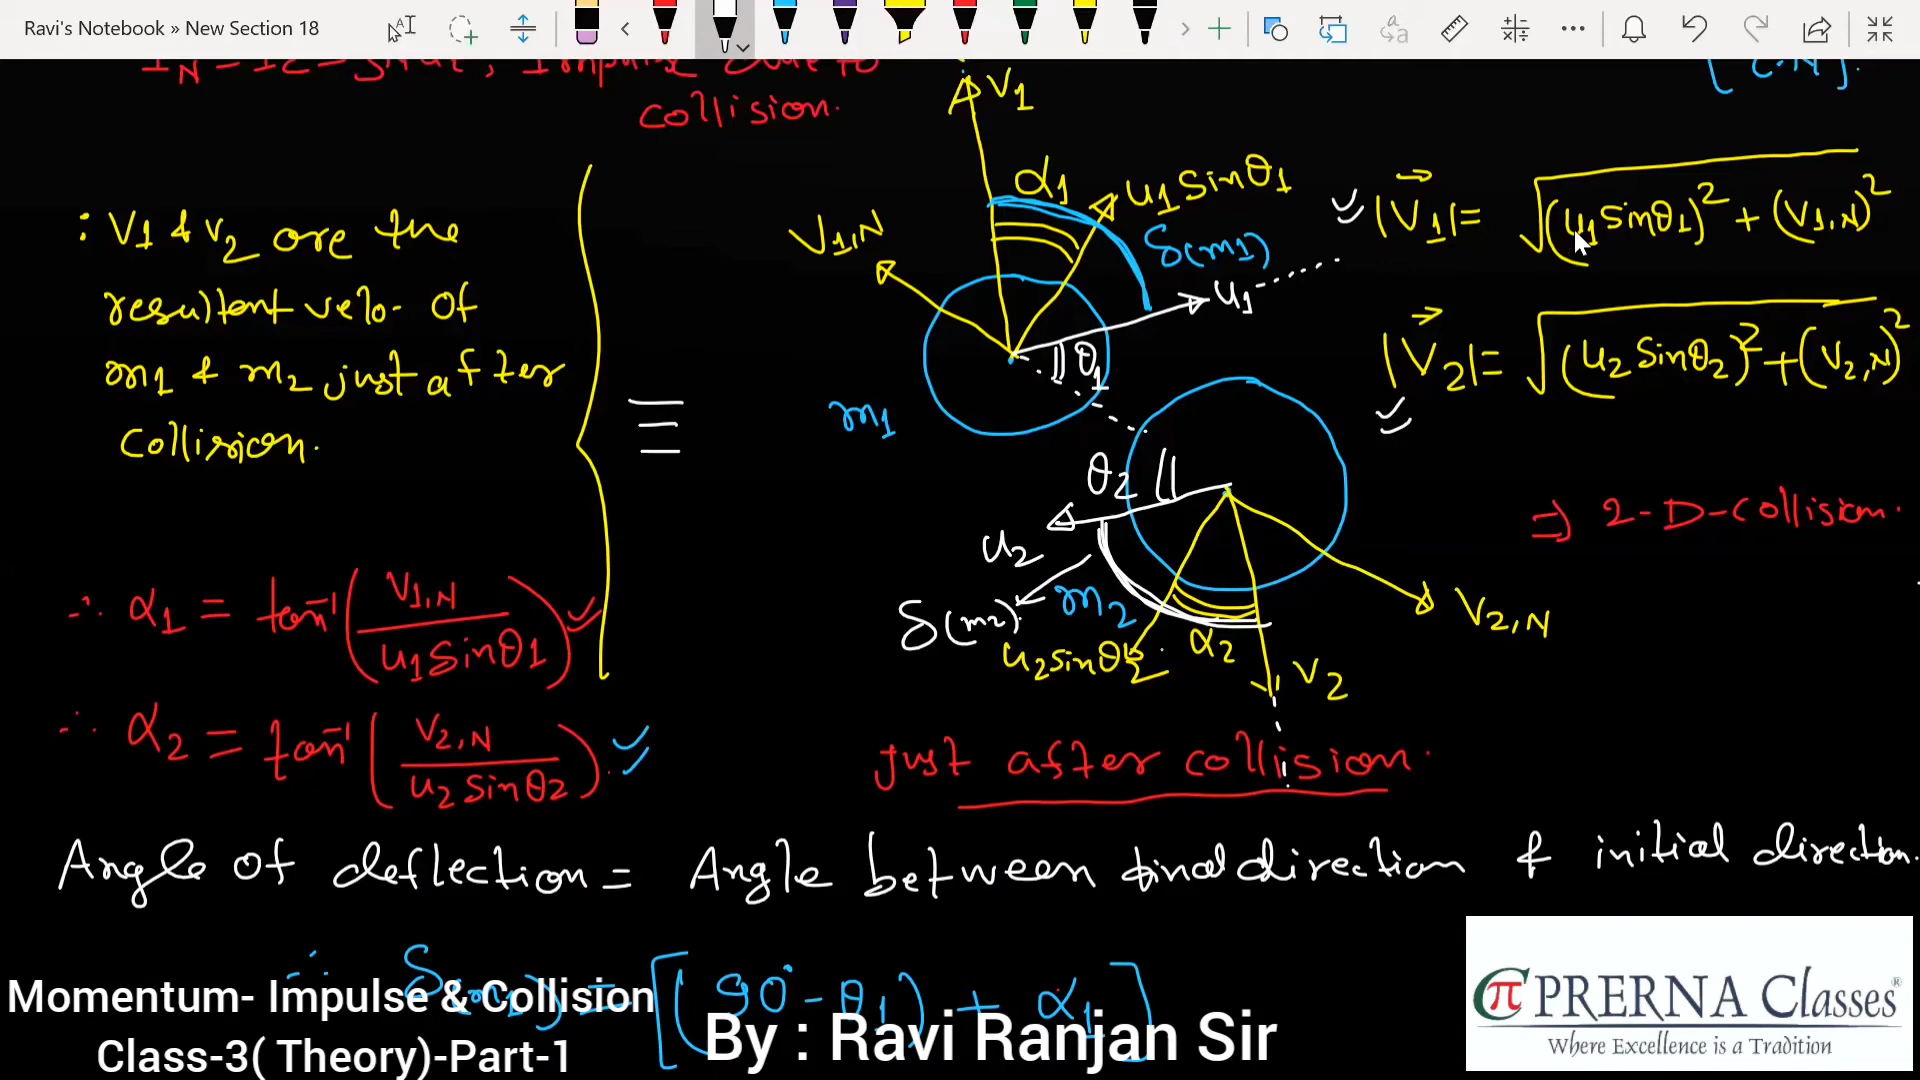 Ravi's Notebook » New Section 18
collision.
[C.N].
V1
α1
u1 sinθ1
V1,N
δ(m1)
u1
θ1
m1
|V1| = √(u1 sinθ1)² + (V1,N)²
|V2| = √(u2 sinθ2)² + (V2,N)²
: V1 & V2 are the
resultant velo. of
m1 & m2 just after
collision.
≡
θ2
u2
δ(m2)
m2
u2 sinθ2
α2
V2
V2,N
⇒ 2-D-Collision.
∴ α1 = tan⁻¹(V1,N / u1 sinθ1)
∴ α2 = tan⁻¹(V2,N / u2 sinθ2).
just after collision.
Angle of deflection = Angle between final direction & initial direction.
= [(90° - θ1) + α1]
Momentum- Impulse & Collision
Class-3( Theory)-Part-1
By : Ravi Ranjan Sir
π PRERNA Classes®
Where Excellence is a Tradition